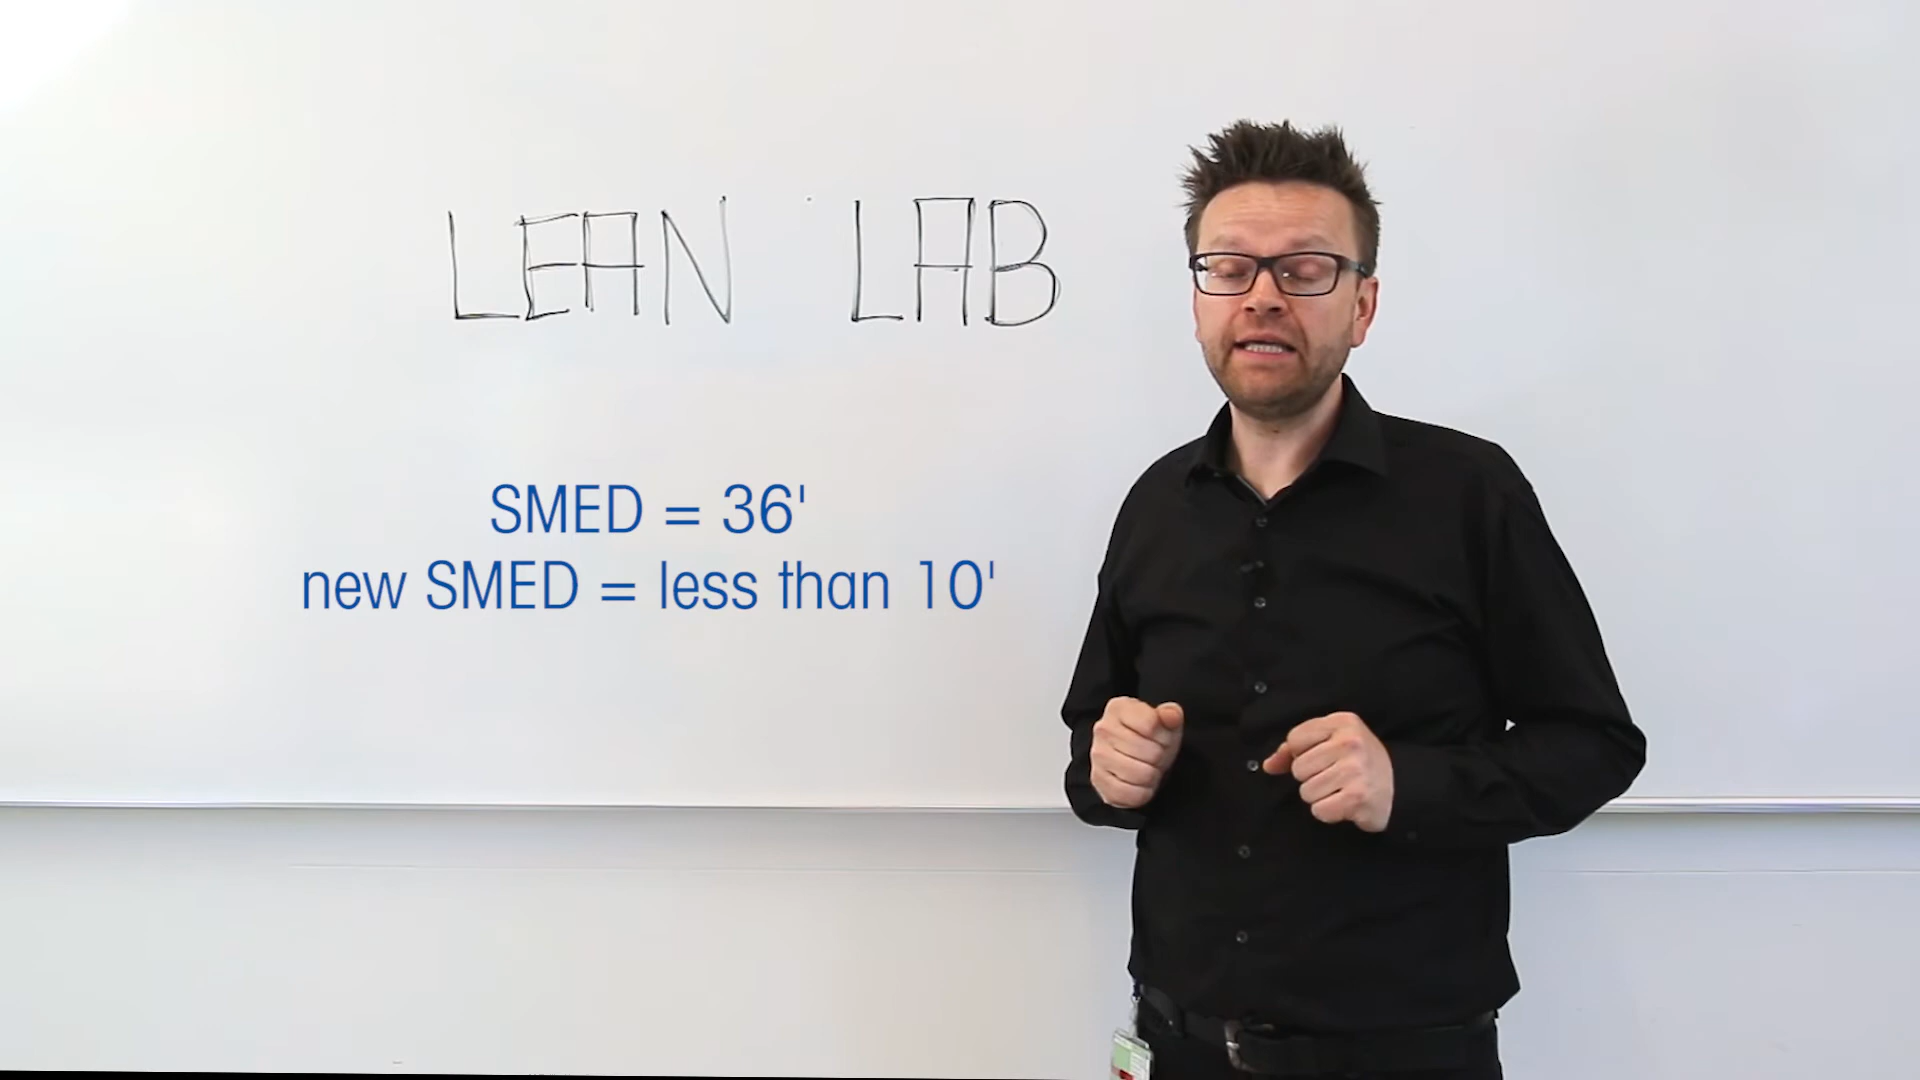 LEAN LAB
SMED = 36'
new SMED = less than 10'